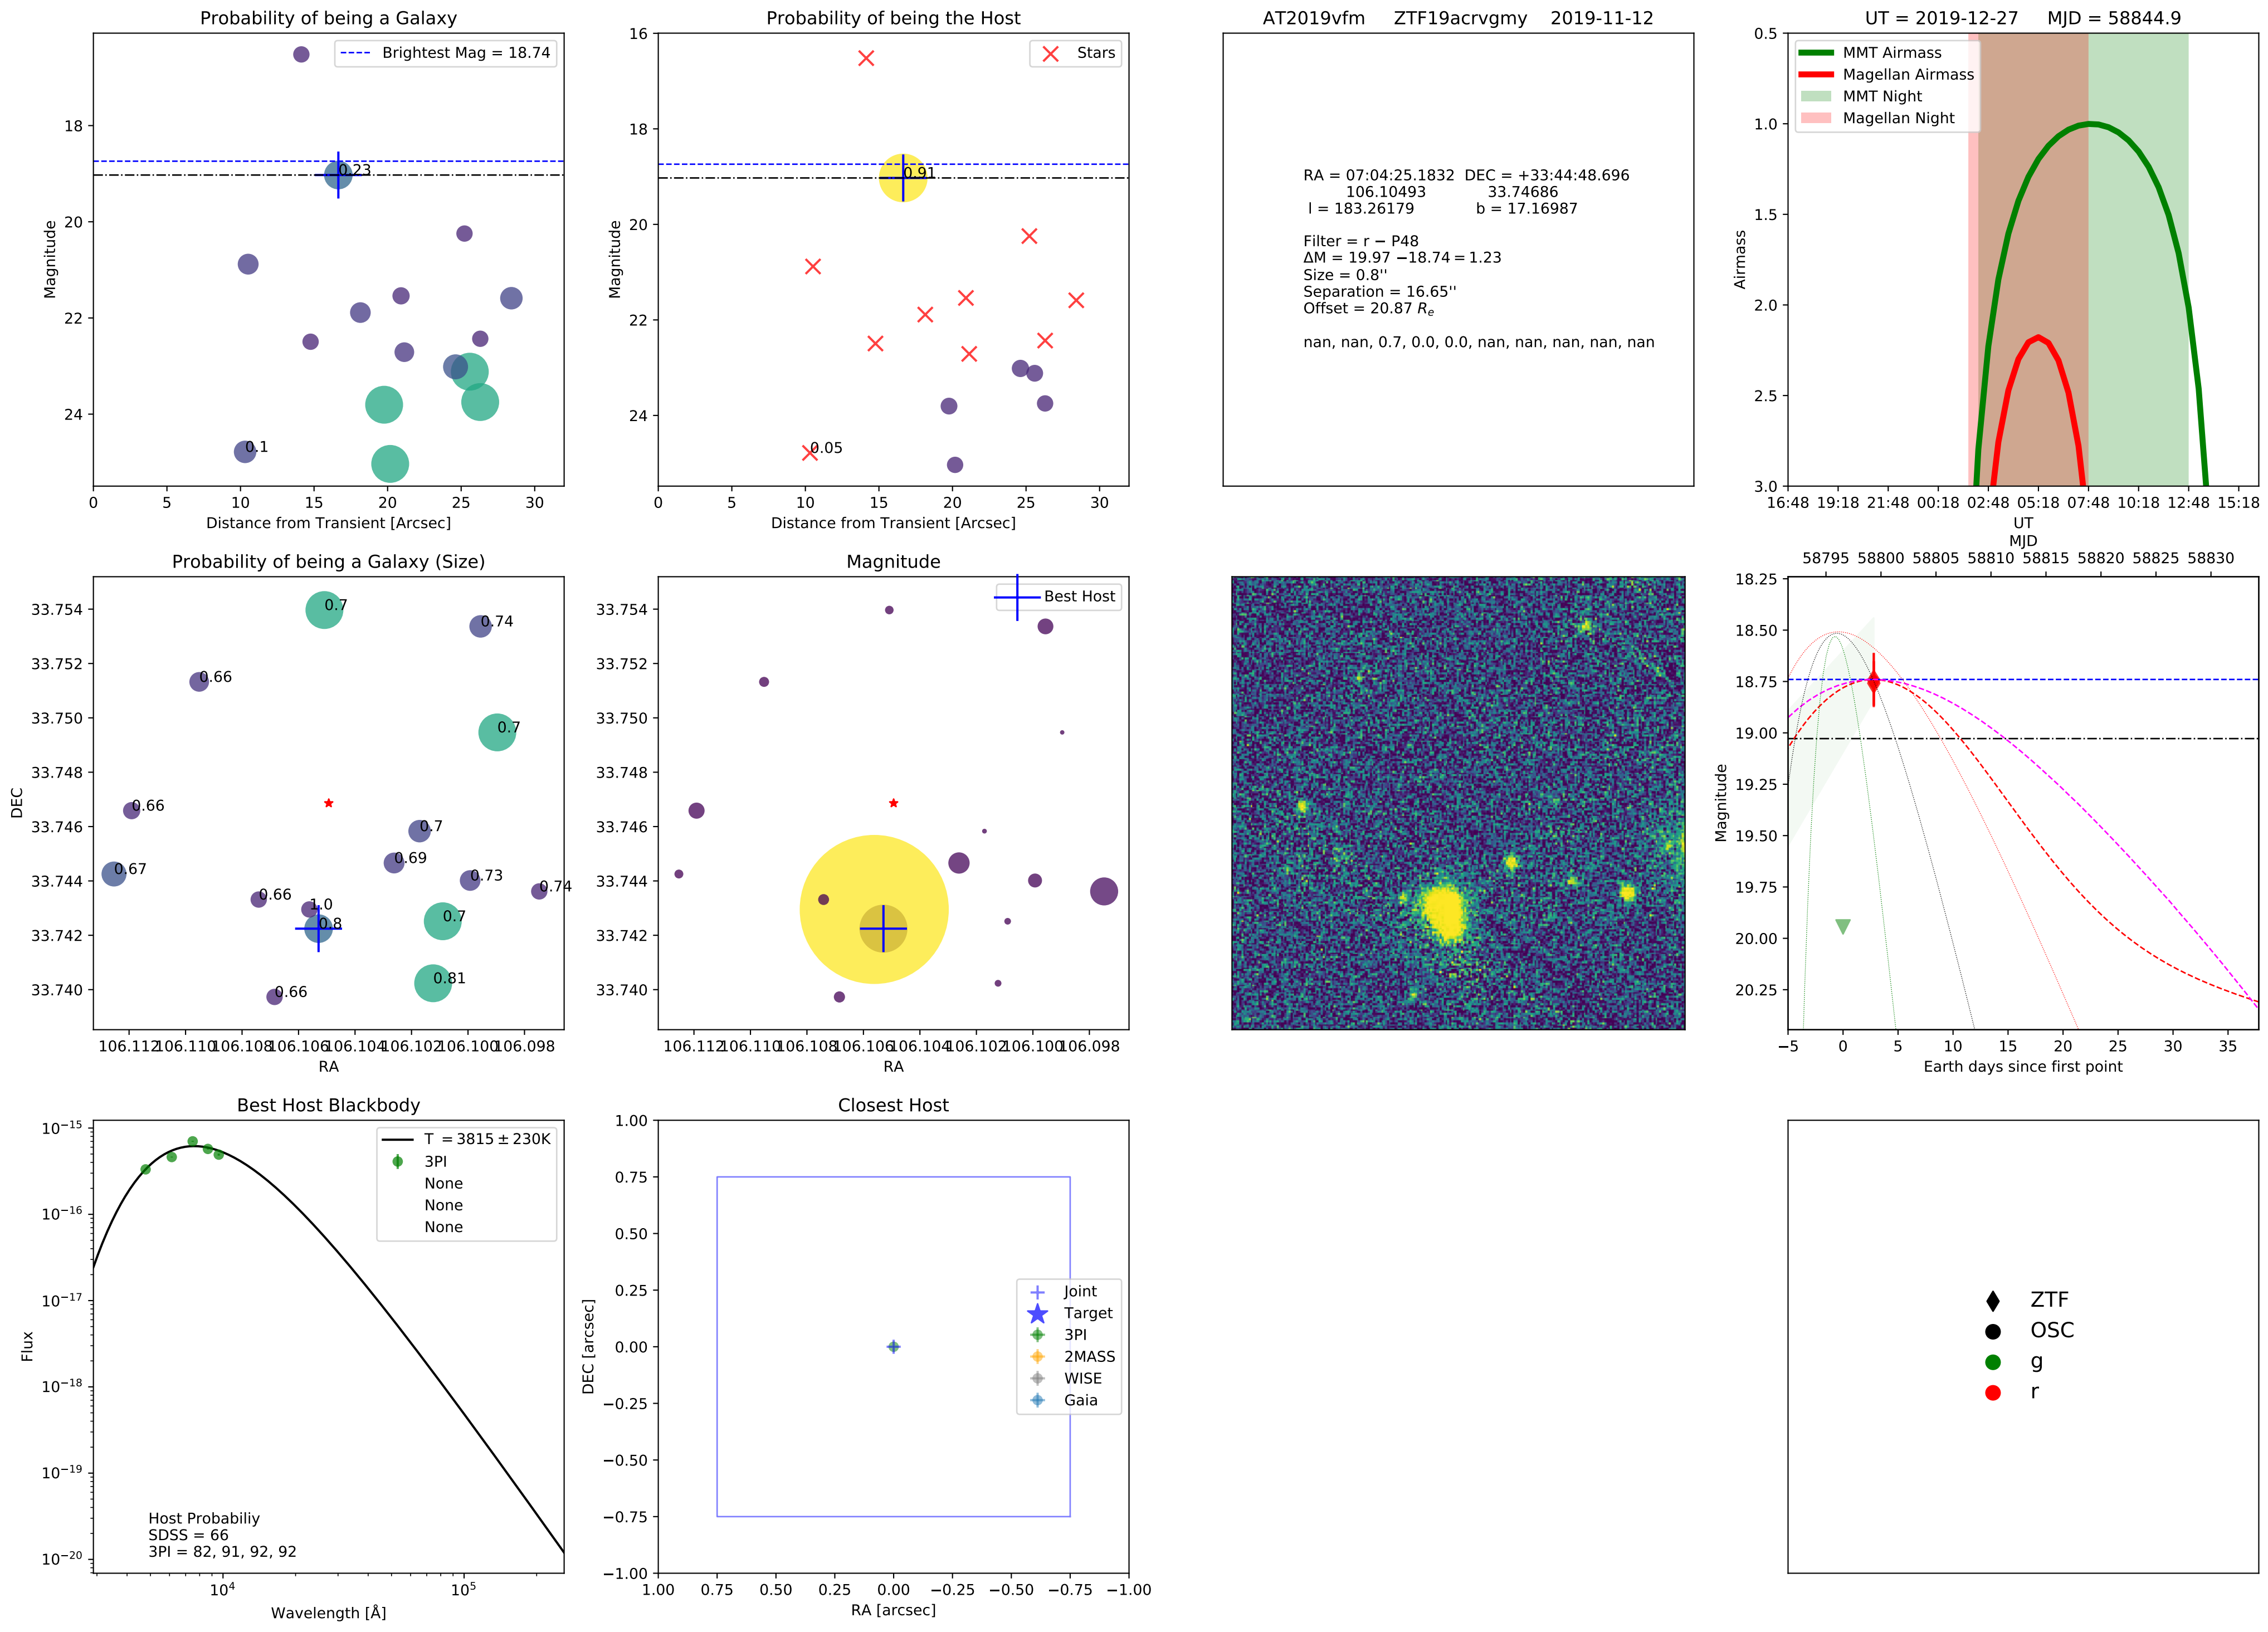 Probability of being a Galaxy
Brightest Mag = 18.74
0.23
0.1
18
20
22
24
Magnitude
0
5
10
15
20
25
30
Distance from Transient [Arcsec]
Probability of being the Host
Stars
0.91
0.05
16
18
20
22
24
Magnitude
0
5
10
15
20
25
30
Distance from Transient [Arcsec]
AT2019vfm ZTF19acrvgmy 2019-11-12
RA = 07:04:25.1832 DEC = +33:44:48.696
106.10493 33.74686
l = 183.26179 b = 17.16987
Filter = r − P48
ΔM = 19.97 −18.74 = 1.23
Size = 0.8''
Separation = 16.65''
Offset = 20.87 Re
nan, nan, 0.7, 0.0, 0.0, nan, nan, nan, nan, nan
UT = 2019-12-27 MJD = 58844.9
MMT Airmass
Magellan Airmass
MMT Night
Magellan Night
0.5
1.0
1.5
2.0
2.5
3.0
Airmass
16:48 19:18 21:48 00:18 02:48 05:18 07:48 10:18 12:48 15:18
UT
Probability of being a Galaxy (Size)
0.7
0.74
0.66
0.7
0.66
0.7
0.69
0.67
0.73
0.74
0.66
1.0
0.7
0.8
0.81
0.66
33.754
33.752
33.750
33.748
33.746
33.744
33.742
33.740
DEC
106.112 106.110 106.108 106.106 106.104 106.102 106.100 106.098
RA
Magnitude
Best Host
33.754
33.752
33.750
33.748
33.746
33.744
33.742
33.740
106.112 106.110 106.108 106.106 106.104 106.102 106.100 106.098
RA
MJD
58795 58800 58805 58810 58815 58820 58825 58830
18.25
18.50
18.75
19.00
19.25
19.50
19.75
20.00
20.25
Magnitude
−5 0 5 10 15 20 25 30 35
Earth days since first point
Best Host Blackbody
T = 3815 ± 230K
3PI
None
None
None
Host Probabiliy
SDSS = 66
3PI = 82, 91, 92, 92
10−15
10−16
10−17
10−18
10−19
10−20
Flux
104 105
Wavelength [Å]
Closest Host
Joint
Target
3PI
2MASS
WISE
Gaia
1.00
0.75
0.50
0.25
0.00
−0.25
−0.50
−0.75
−1.00
DEC [arcsec]
1.00 0.75 0.50 0.25 0.00 −0.25 −0.50 −0.75 −1.00
RA [arcsec]
ZTF
OSC
g
r